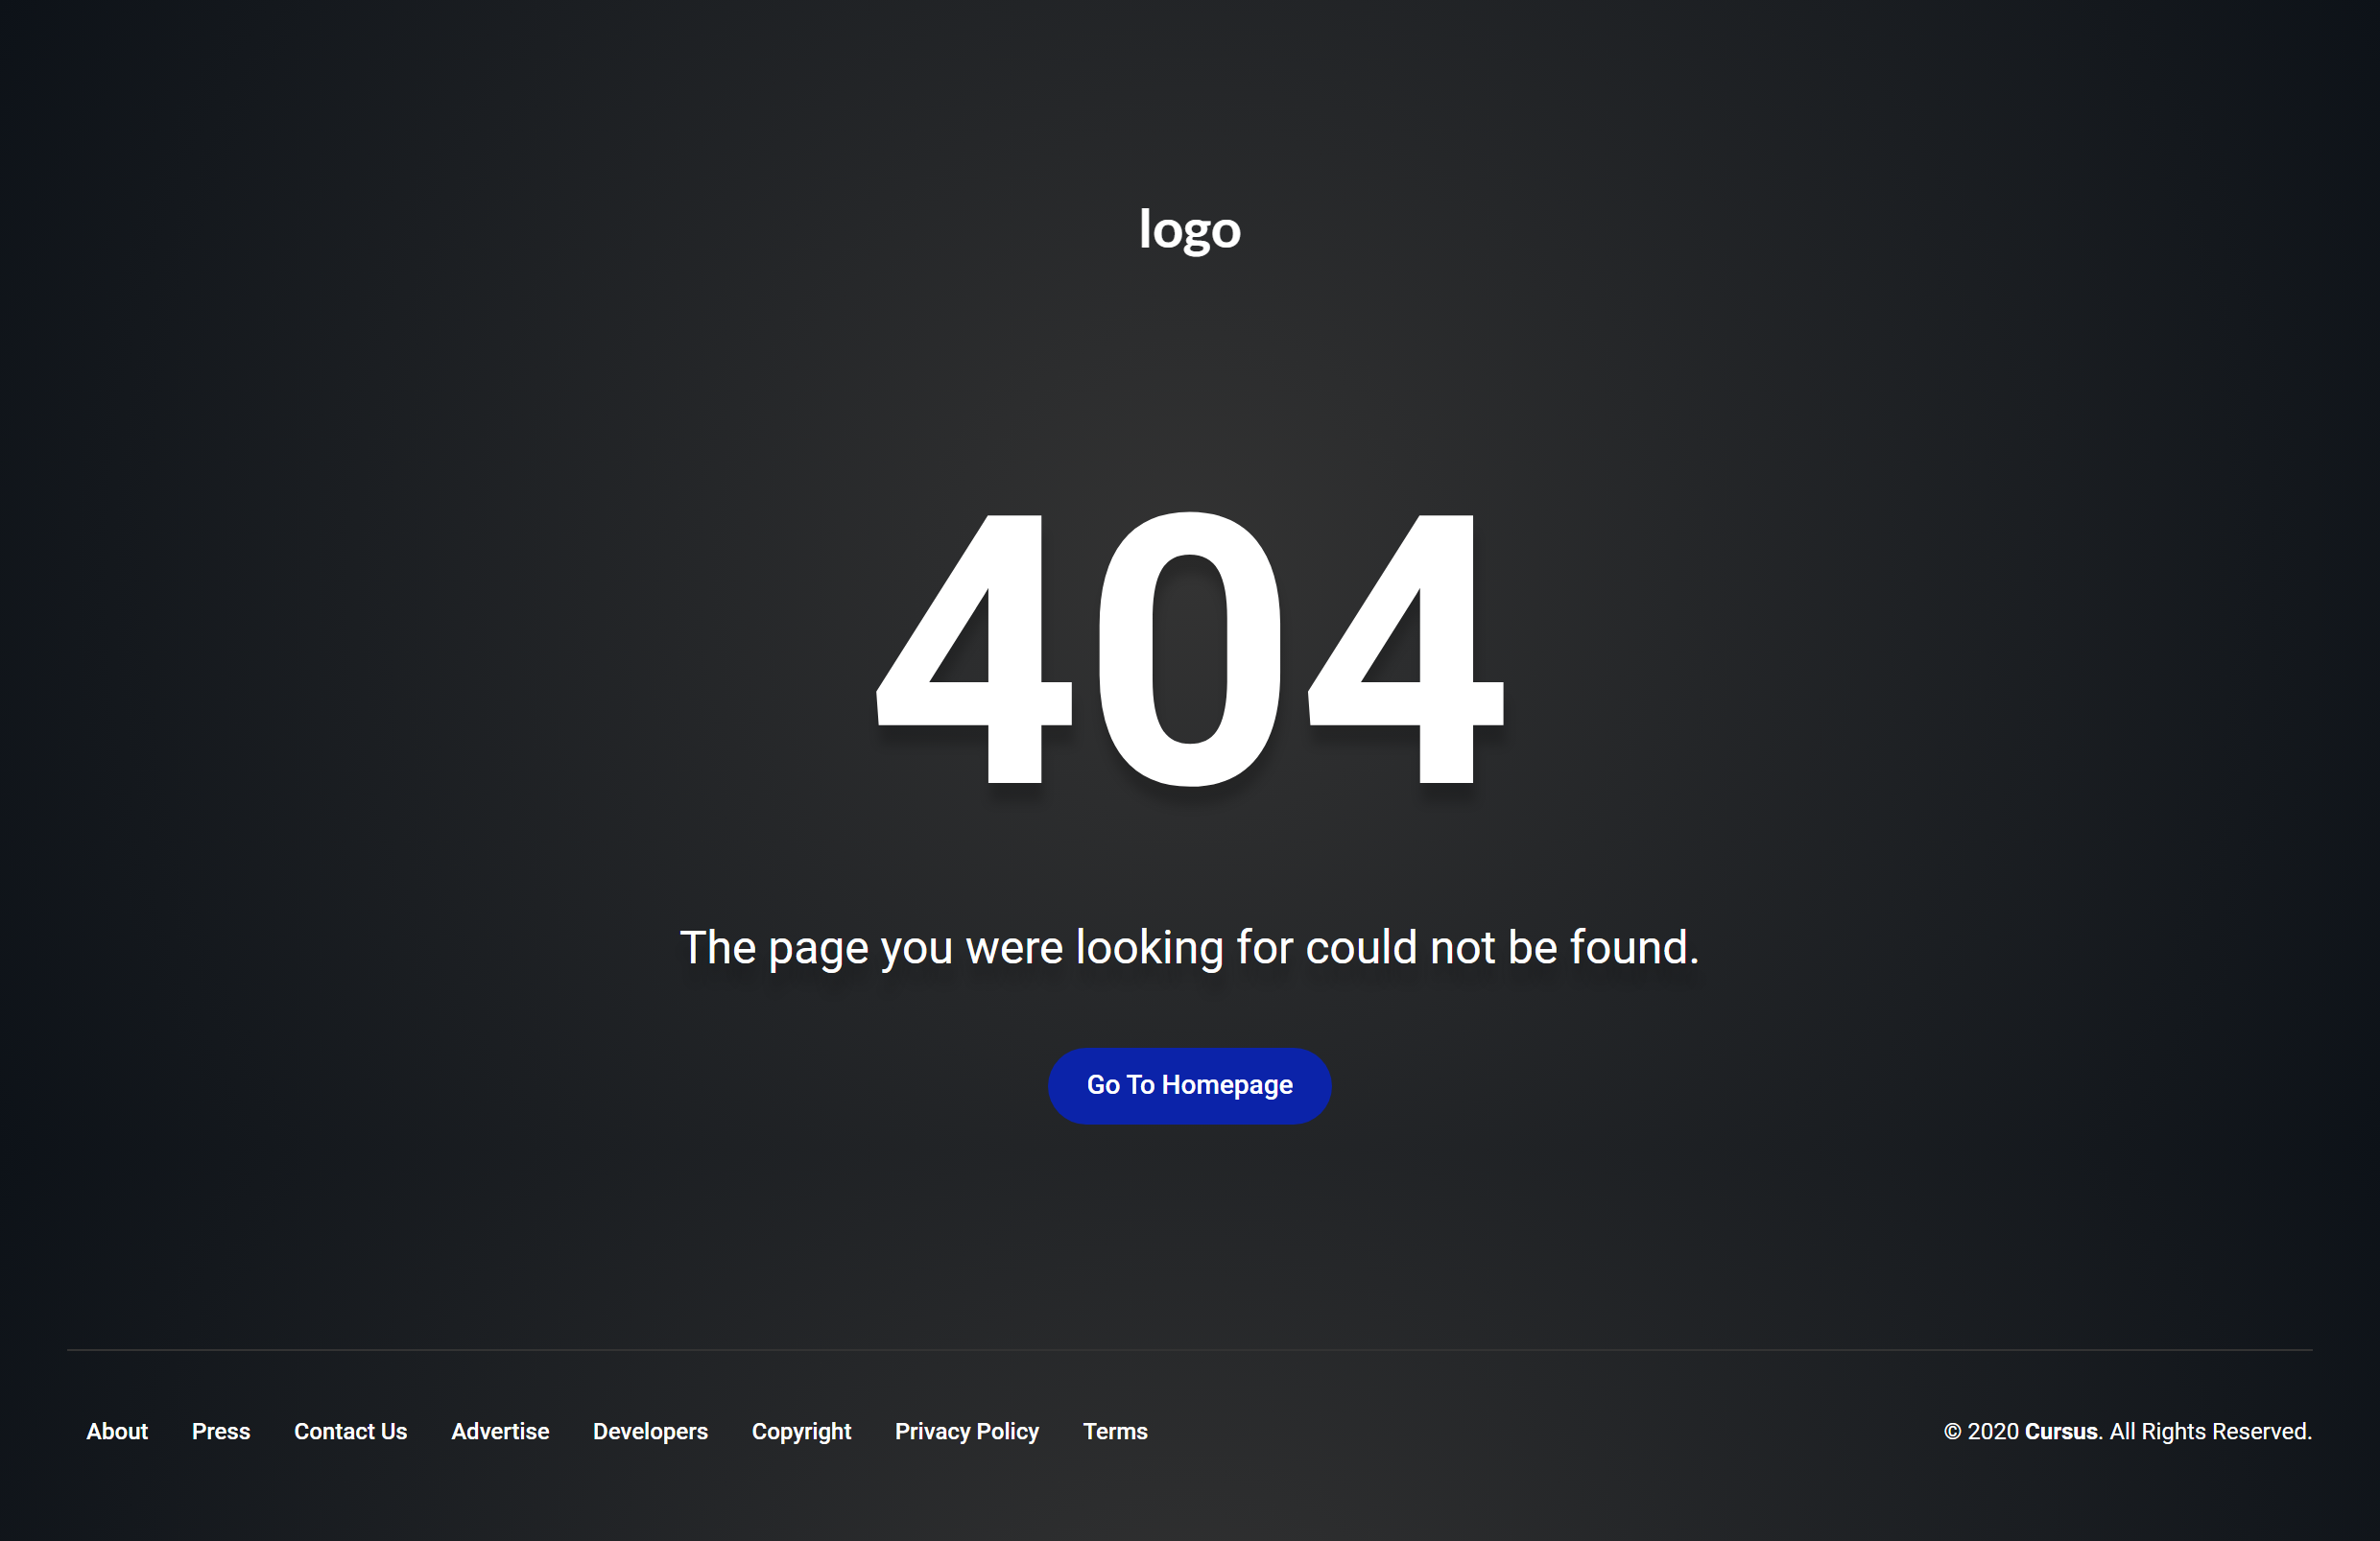 logo
404
The page you were looking for could not be found.
Go To Homepage
About Press Contact Us Advertise Developers Copyright Privacy Policy Terms
© 2020 Cursus. All Rights Reserved.